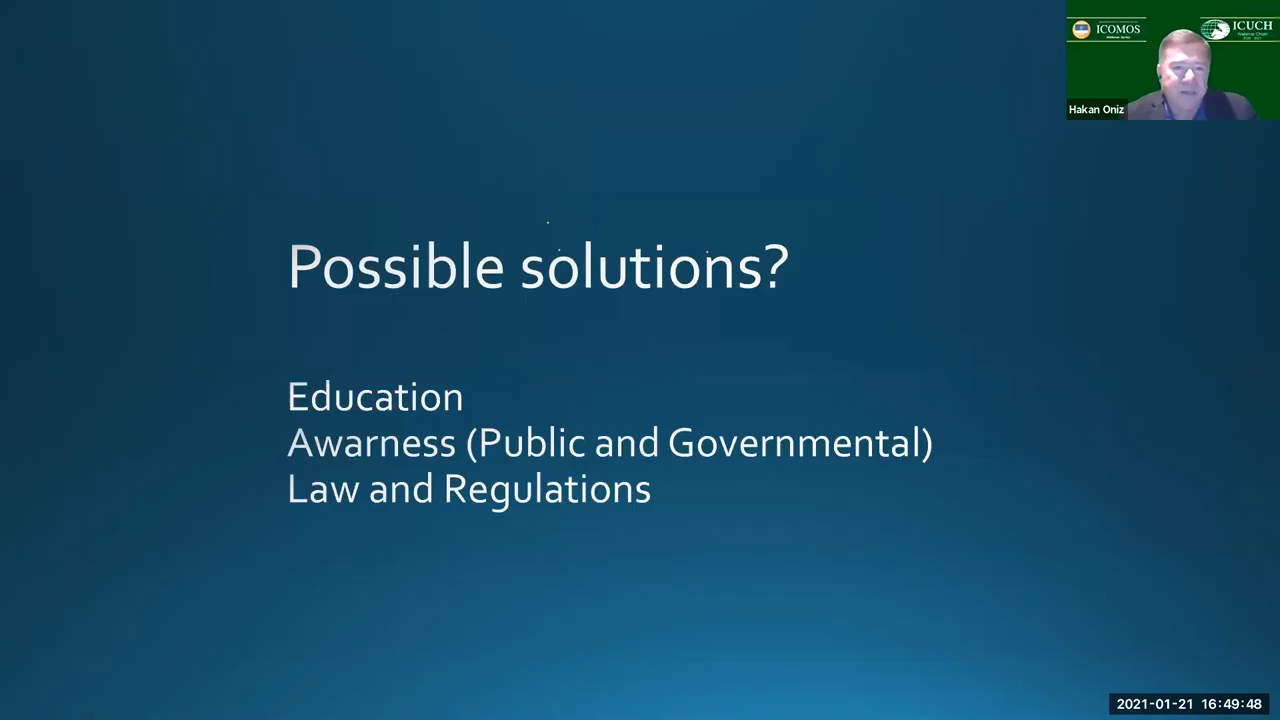 ICOMOS
ICUCH
Hakan Oniz
Possible solutions?
Education
Awarness (Public and Governmental)
Law and Regulations
2021-01-21 16:49:48